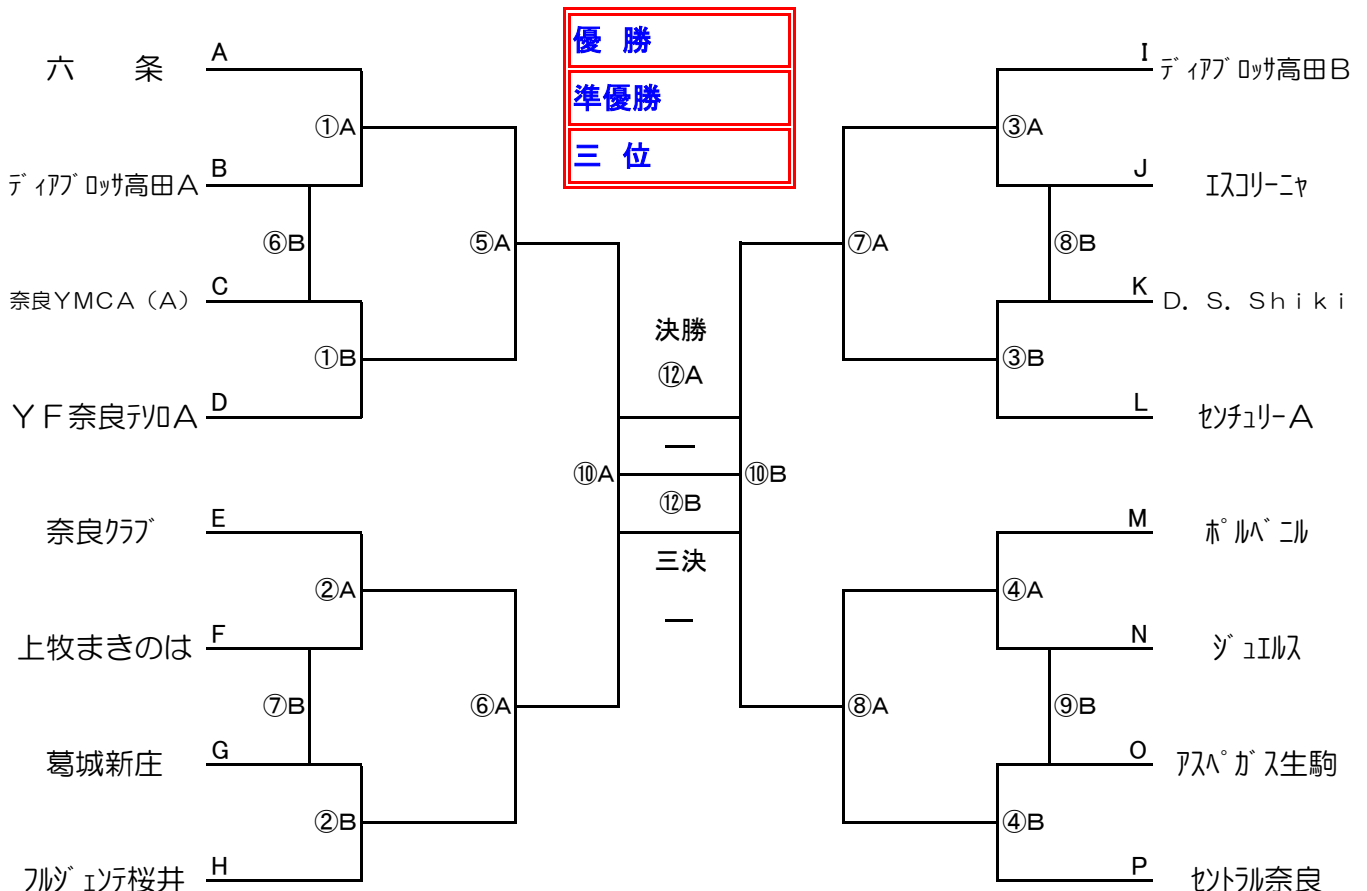 優 勝
準優勝
三 位
六 条
A
①A
ディアブロッサ高田A
B
⑥B
⑤A
奈良YMCA（A）
C
①B
YF奈良テソロA
D
奈良クラブ
E
②A
上牧まきのは
F
⑦B
⑥A
葛城新庄
G
②B
フルジェンテ桜井
H
⑩A
決勝
⑫A
―
⑫B
三決
―
⑩B
I
ディアブロッサ高田B
③A
J
エスコリーニャ
⑦A
⑧B
K
D. S. Shiki
③B
L
センチュリーA
M
ポルベニル
④A
N
ジュエルス
⑧A
⑨B
O
アスペガス生駒
④B
P
セントラル奈良